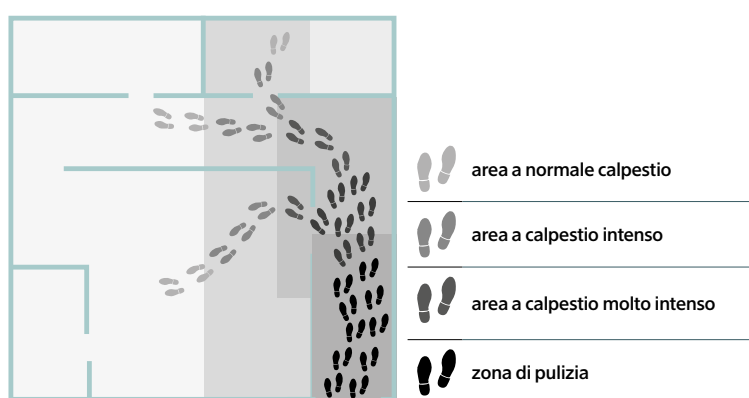 area a normale calpestio
area a calpestio intenso
area a calpestio molto intenso
zona di pulizia